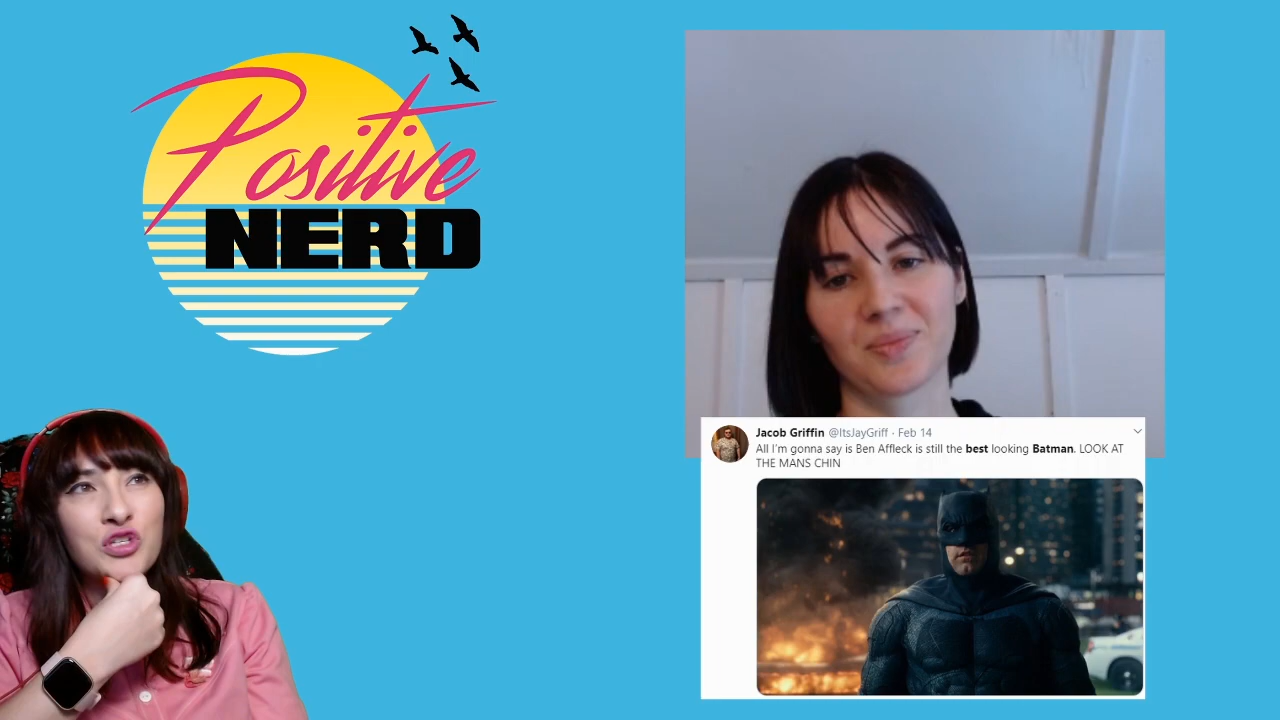 Positive
NERD
Jacob Griffin @ItsJayGriff · Feb 14
All I'm gonna say is Ben Affleck is still the best looking Batman. LOOK AT
THE MANS CHIN